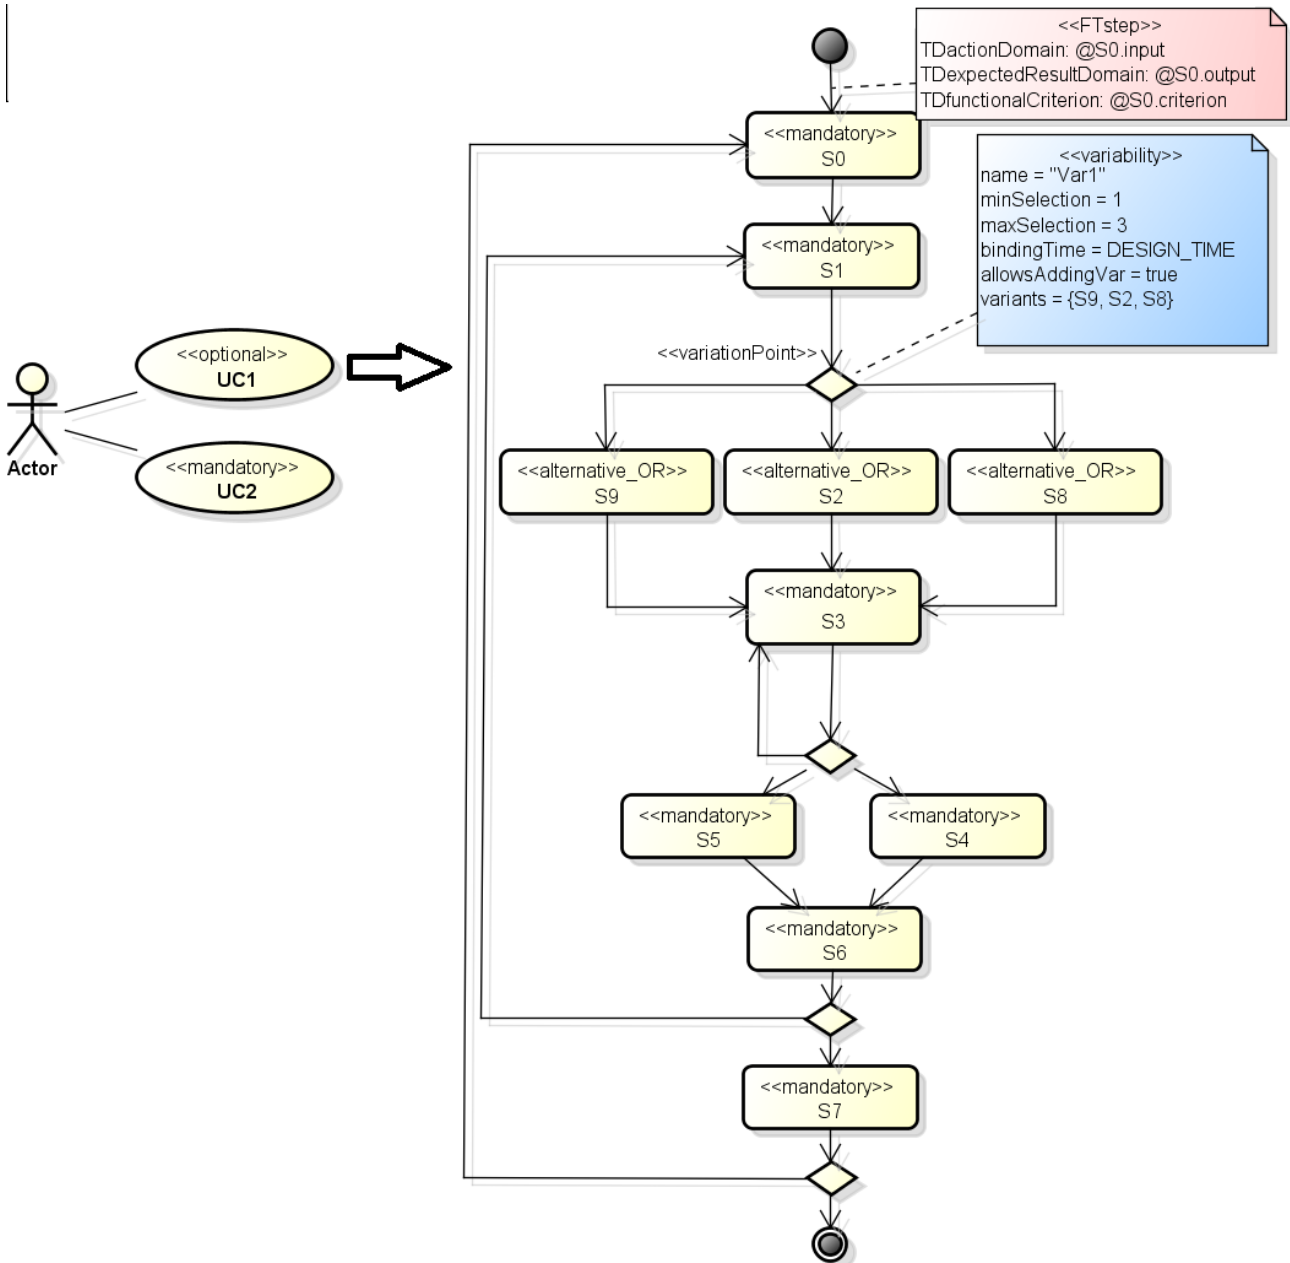 <<FTstep>>
TDactionDomain: @S0.input
TDexpectedResultDomain: @S0.output
TDfunctionalCriterion: @S0.criterion
<<mandatory>>
S0
<<variability>>
name = "Var1"
minSelection = 1
maxSelection = 3
bindingTime = DESIGN_TIME
allowsAddingVar = true
variants = {S9, S2, S8}
<<mandatory>>
S1
<<variationPoint>>
<<optional>>
UC1
<<mandatory>>
UC2
Actor
<<alternative_OR>>
S9
<<alternative_OR>>
S2
<<alternative_OR>>
S8
<<mandatory>>
S3
<<mandatory>>
S5
<<mandatory>>
S4
<<mandatory>>
S6
<<mandatory>>
S7